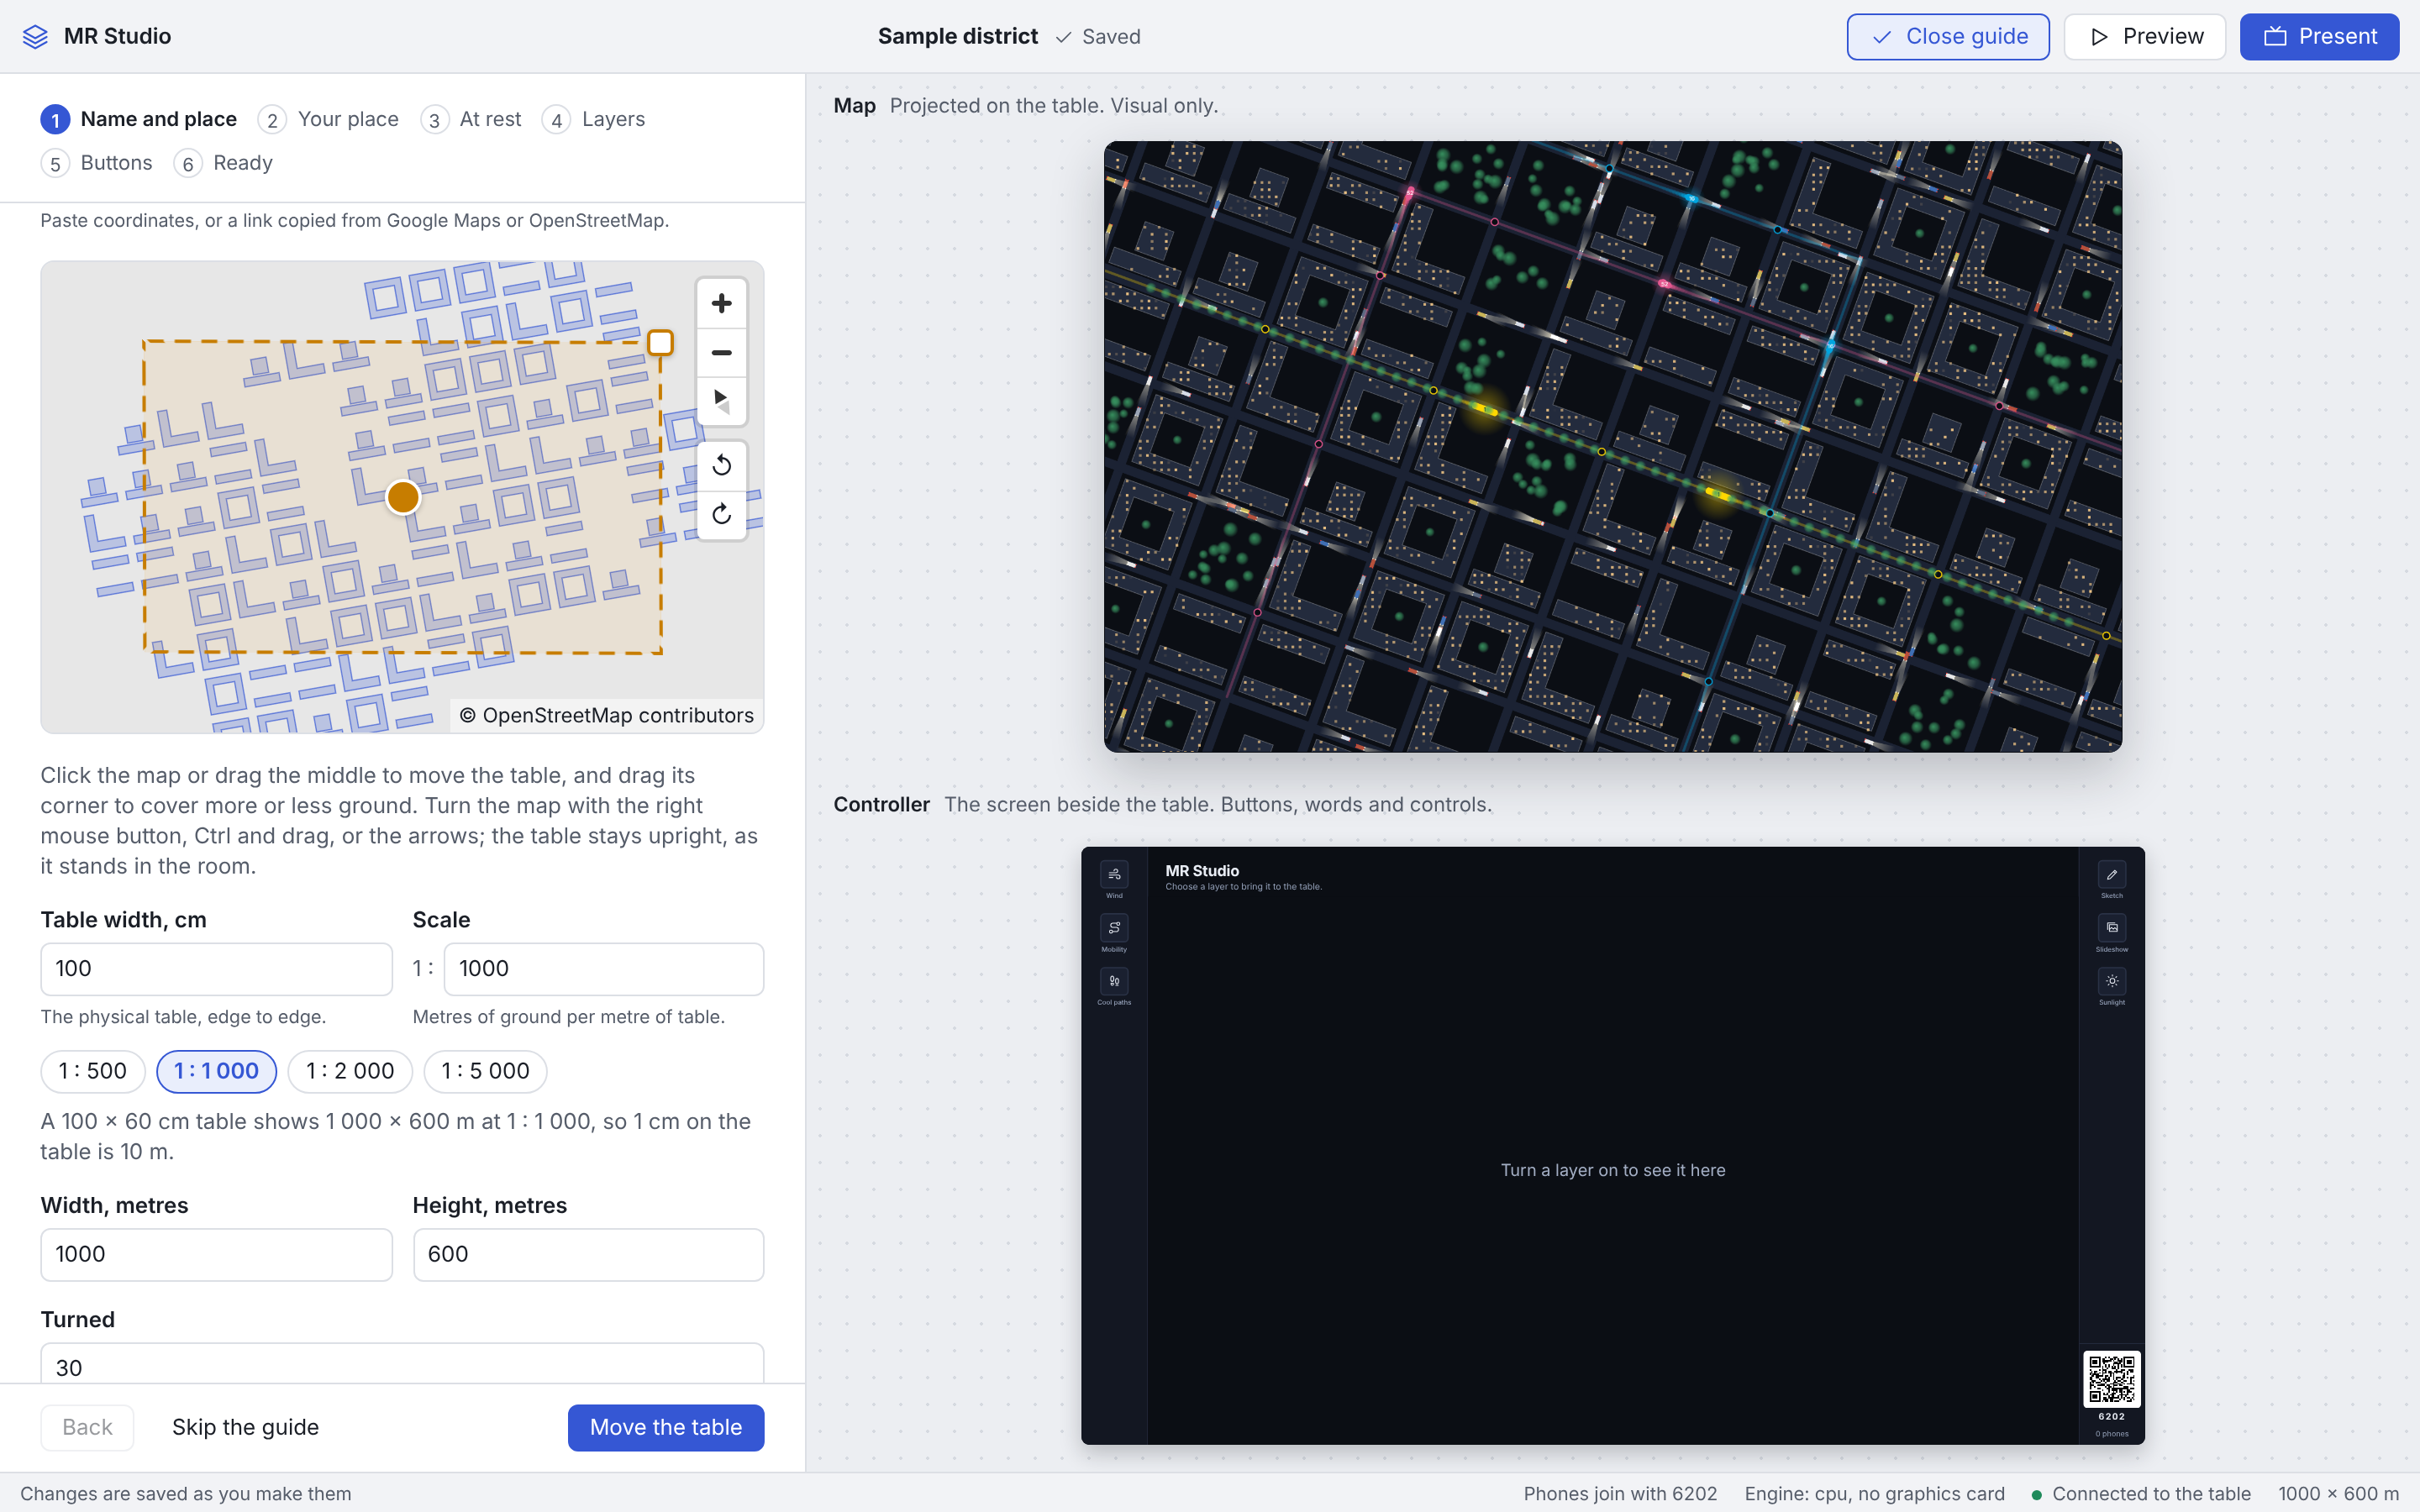 MR Studio
Sample district
Saved
Close guide
Preview
Present
1 Name and place
2 Your place
3 At rest
4 Layers
5 Buttons
6 Ready
Paste coordinates, or a link copied from Google Maps or OpenStreetMap.
© OpenStreetMap contributors
Click the map or drag the middle to move the table, and drag its
corner to cover more or less ground. Turn the map with the right
mouse button, Ctrl and drag, or the arrows; the table stays upright, as
it stands in the room.
Table width, cm
Scale
100
1 : 1000
The physical table, edge to edge.
Metres of ground per metre of table.
1 : 500
1 : 1 000
1 : 2 000
1 : 5 000
A 100 × 60 cm table shows 1 000 × 600 m at 1 : 1 000, so 1 cm on the
table is 10 m.
Width, metres
Height, metres
1000
600
Turned
30
Back
Skip the guide
Move the table
Map Projected on the table. Visual only.
Controller The screen beside the table. Buttons, words and controls.
Wind
Mobility
Cool paths
MR Studio
Choose a layer to bring it to the table.
Turn a layer on to see it here
Sketch
Slideshow
Sunlight
6202
0 phones
Changes are saved as you make them
Phones join with 6202
Engine: cpu, no graphics card
Connected to the table
1000 × 600 m